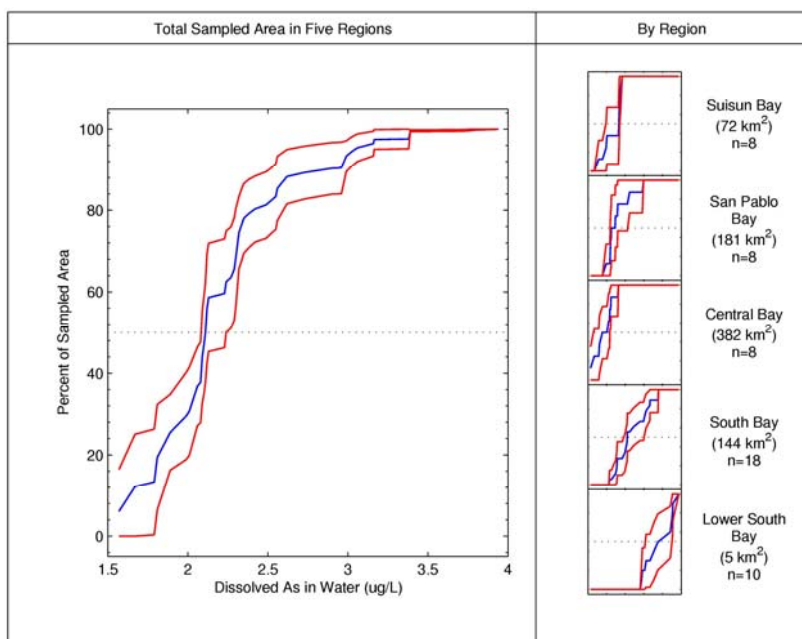 Total Sampled Area in Five Regions
By Region
100
80
60
40
20
0
Percent of Sampled Area
1.5 2 2.5 3 3.5 4
Dissolved As in Water (ug/L)
Suisun Bay
(72 km²)
n=8
San Pablo
Bay
(181 km²)
n=8
Central Bay
(382 km²)
n=8
South Bay
(144 km²)
n=18
Lower South
Bay
(5 km²)
n=10